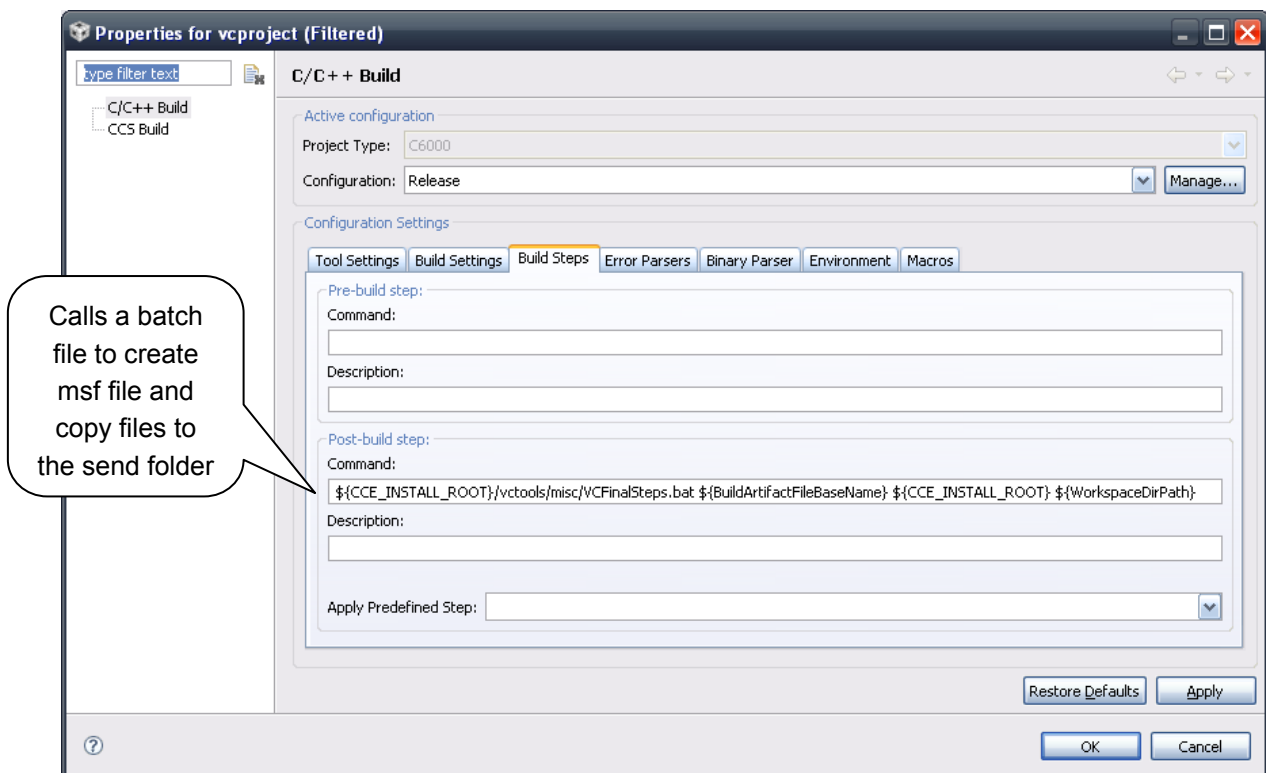 Properties for vcproject (Filtered)
type filter text
C/C++ Build
C/C++ Build
CCS Build
Active configuration
Project Type: C6000
Configuration: Release Manage...
Configuration Settings
Tool Settings Build Settings Build Steps Error Parsers Binary Parser Environment Macros
Pre-build step:
Command:
Description:
Post-build step:
Command:
${CCE_INSTALL_ROOT}/vctools/misc/VCFinalSteps.bat ${BuildArtifactFileBaseName} ${CCE_INSTALL_ROOT} ${WorkspaceDirPath}
Description:
Apply Predefined Step:
Calls a batch
file to create
msf file and
copy files to
the send folder
Restore Defaults Apply
OK Cancel